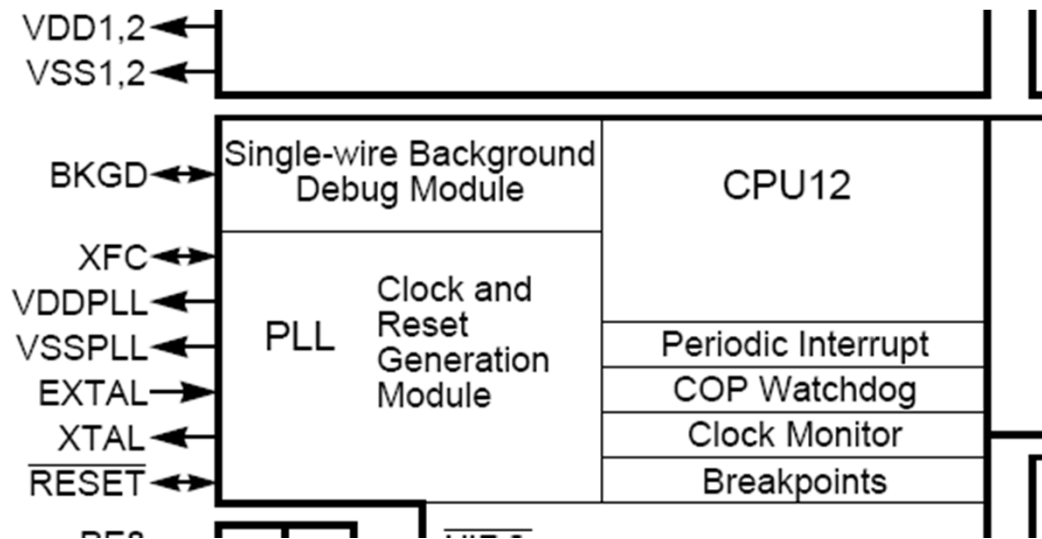 VDD1,2
VSS1,2
BKGD
Single-wire Background
Debug Module
CPU12
XFC
VDDPLL
VSSPLL
EXTAL
XTAL
RESET
PLL
Clock and
Reset
Generation
Module
Periodic Interrupt
COP Watchdog
Clock Monitor
Breakpoints